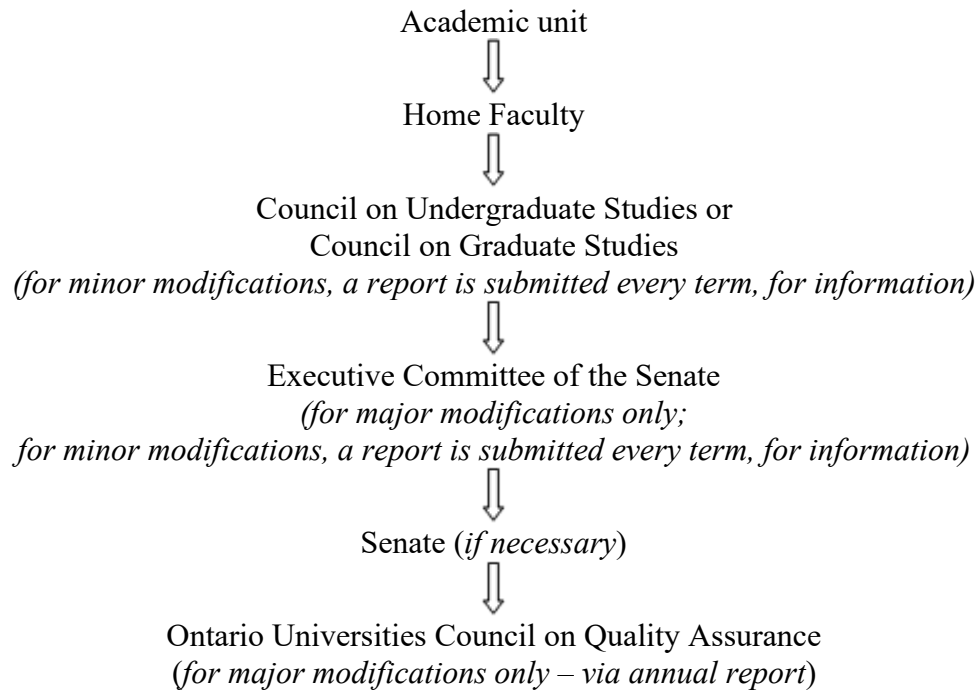 Academic unit
Home Faculty
Council on Undergraduate Studies or
Council on Graduate Studies
(for minor modifications, a report is submitted every term, for information)
Executive Committee of the Senate
(for major modifications only;
for minor modifications, a report is submitted every term, for information)
Senate (if necessary)
Ontario Universities Council on Quality Assurance
(for major modifications only – via annual report)